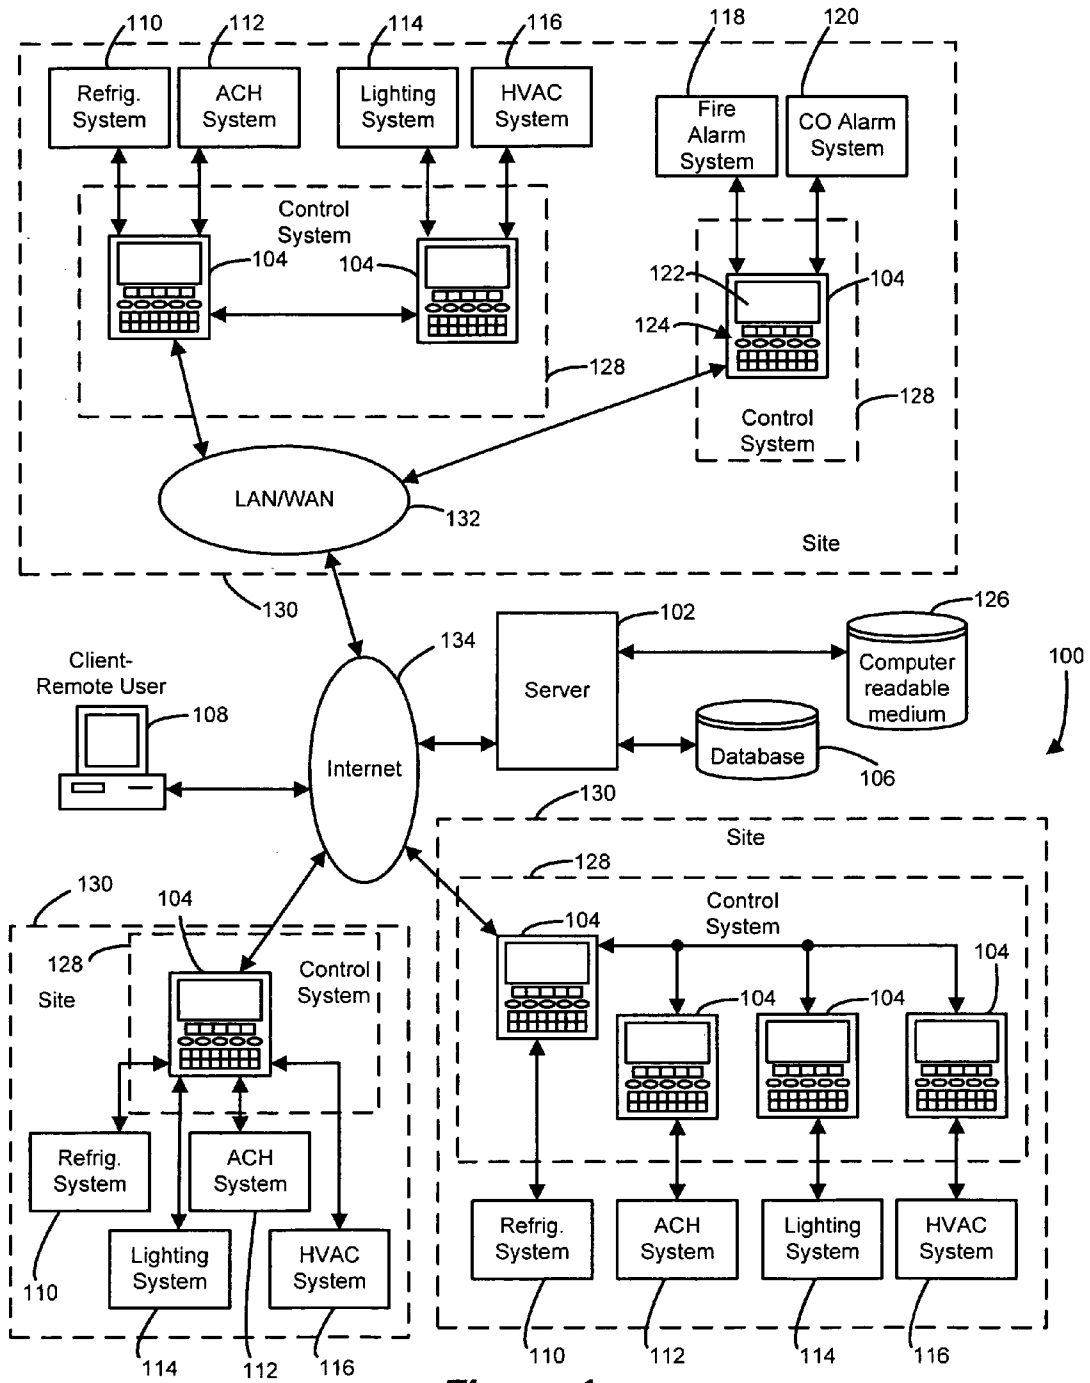 110
112
114
116
118
120
Refrig.
System
ACH
System
Lighting
System
HVAC
System
Fire
Alarm
System
CO Alarm
System
Control
System
104
104
122
104
124
128
128
Control
System
LAN/WAN
132
Site
130
102
126
134
Client-
Remote User
108
Server
Computer
readable
medium
100
Internet
Database
106
130
Site
128
130
104
104
Control
System
128
Site
Control
System
104
104
104
Refrig.
System
ACH
System
Lighting
System
HVAC
System
Refrig.
System
ACH
System
Lighting
System
HVAC
System
110
114
112
116
110
112
114
116